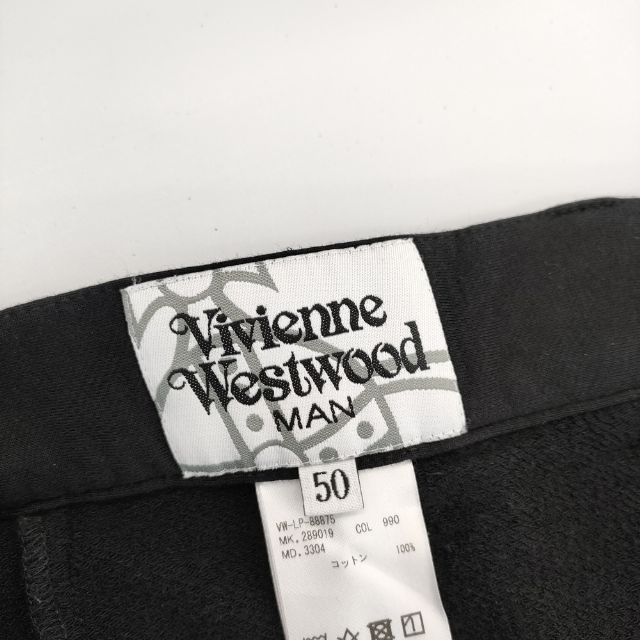 Vivienne
Westwood
MAN
50
VW-LP-88875
MK. 289019 COL 990
MD. 3304
コットン 100%